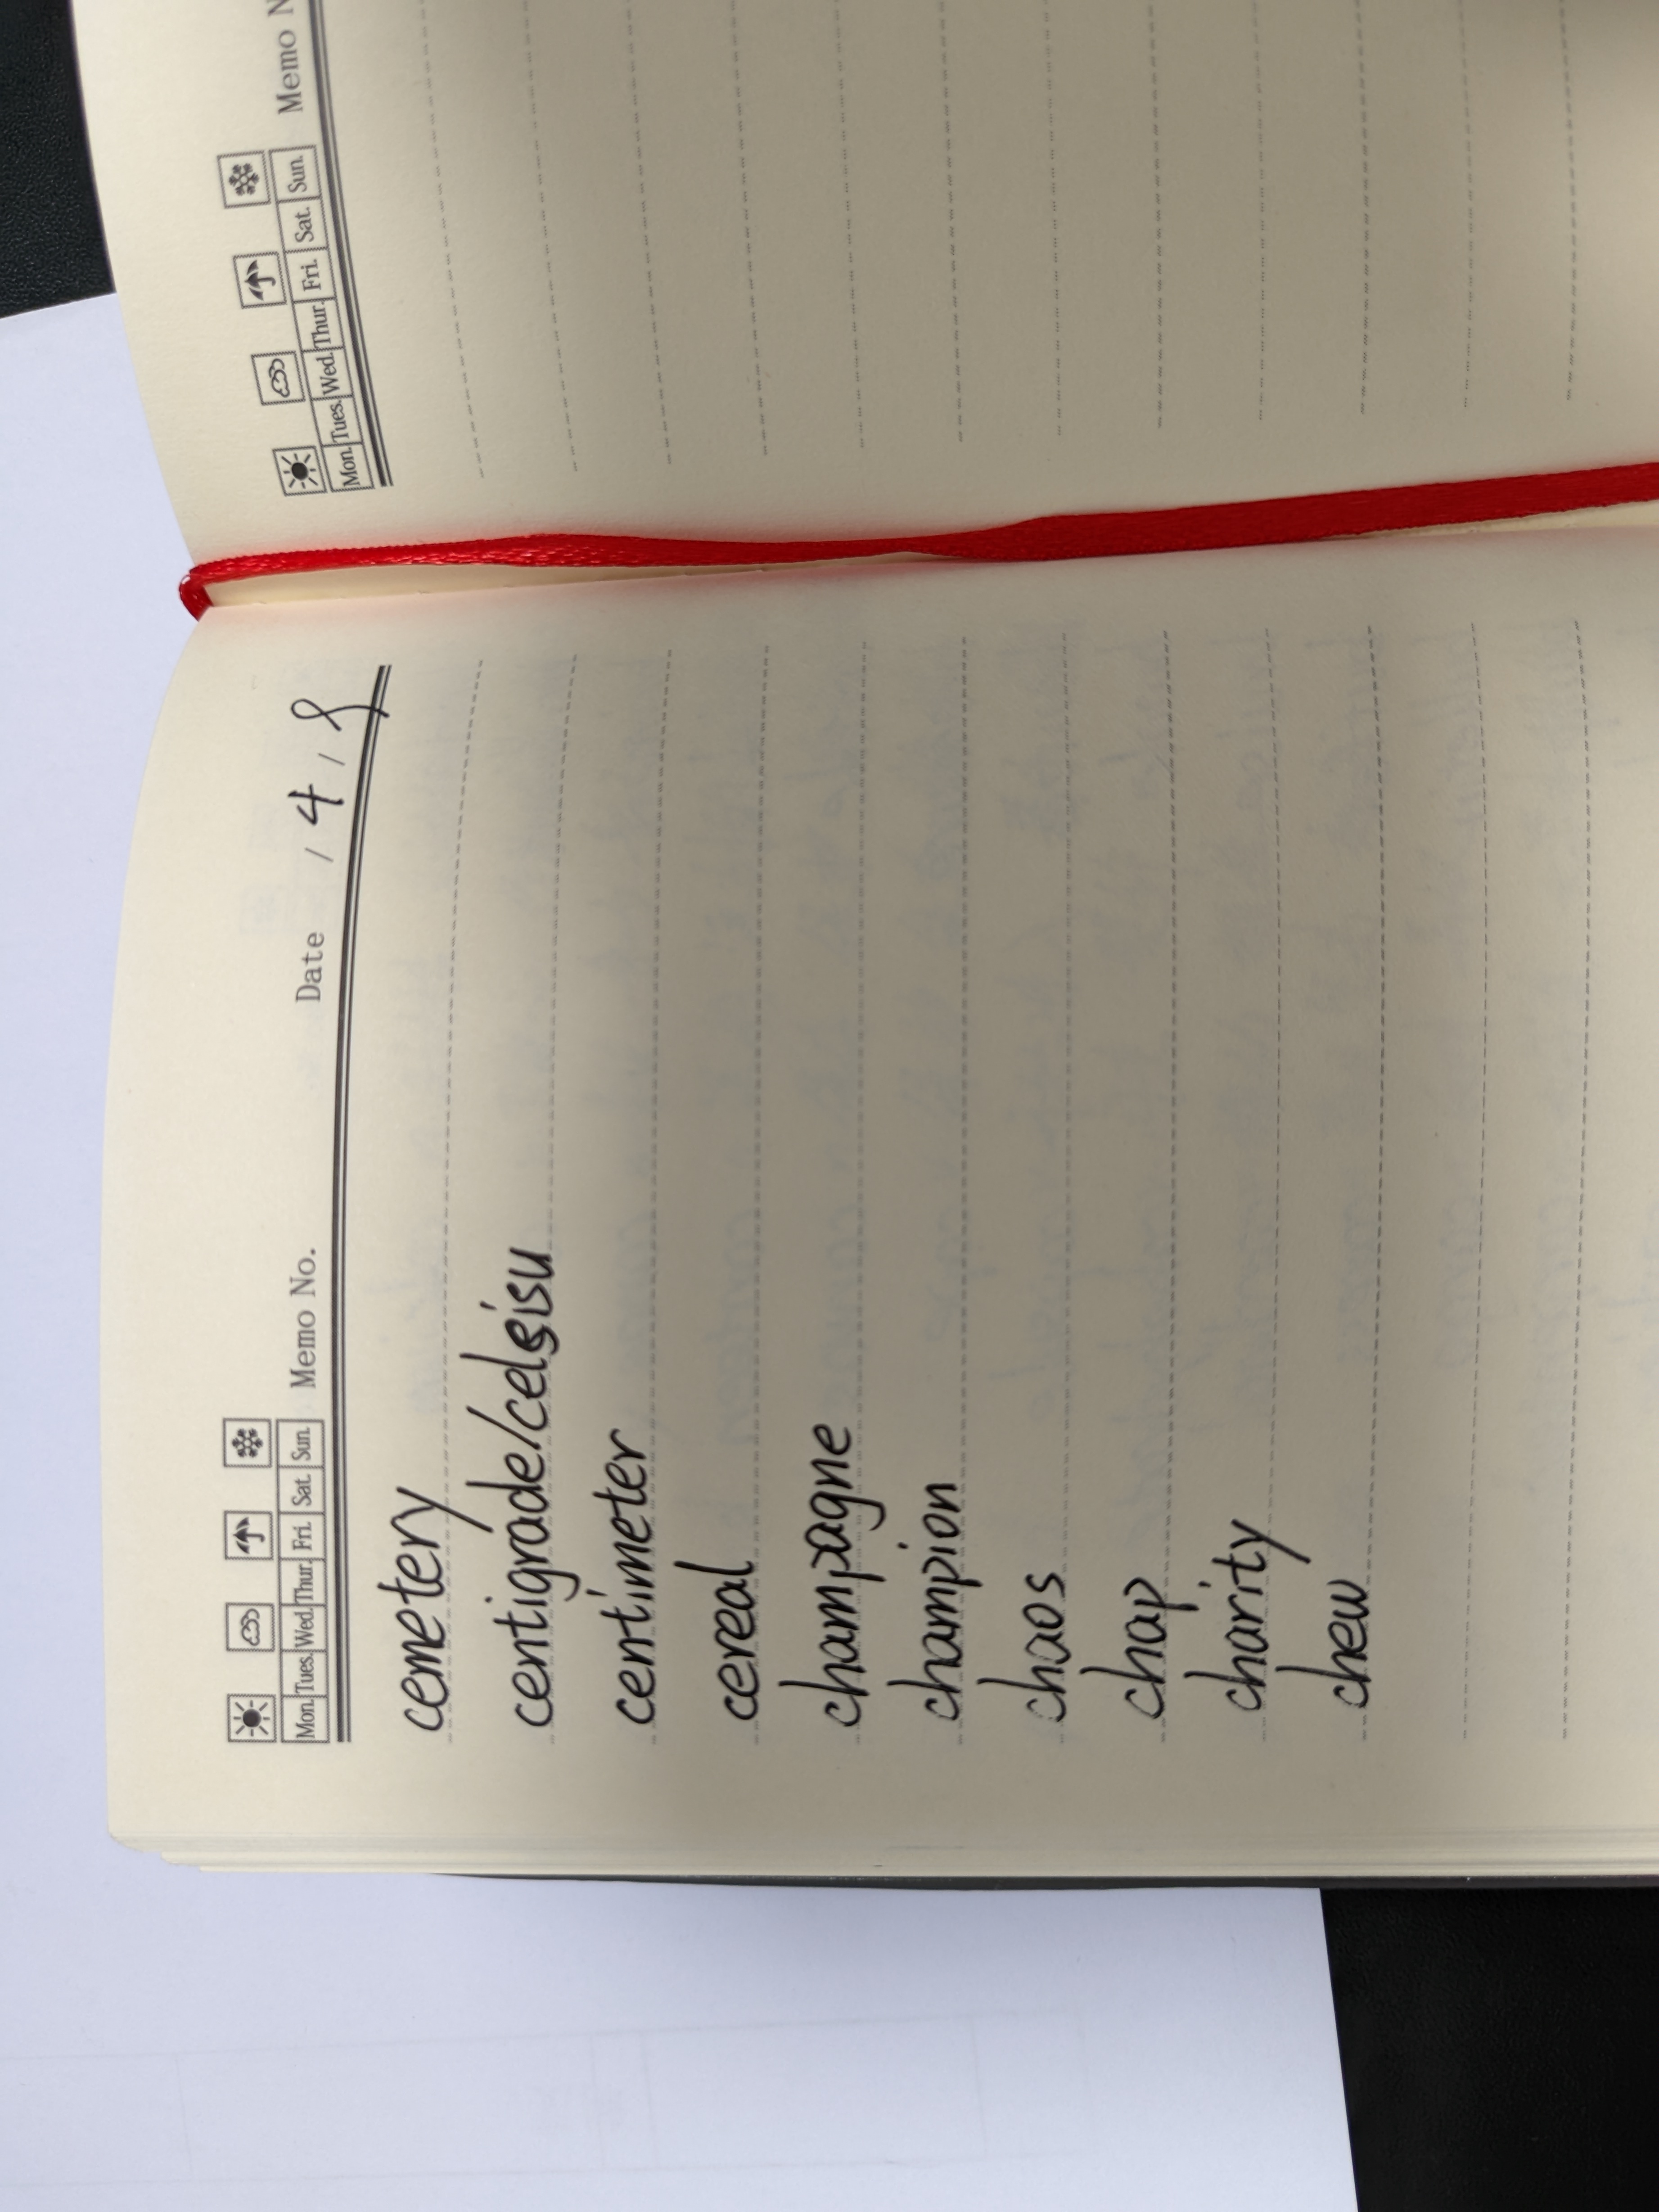 Mon. Tues. Wed. Thur. Fri. Sat. Sun. Memo No. Date / 4 / 8
cemetery
centigrade/celsisu
centimeter
cereal
champagne
champion
chaos
chap
charity
chew
Mon. Tues. Wed. Thur. Fri. Sat. Sun. Memo N